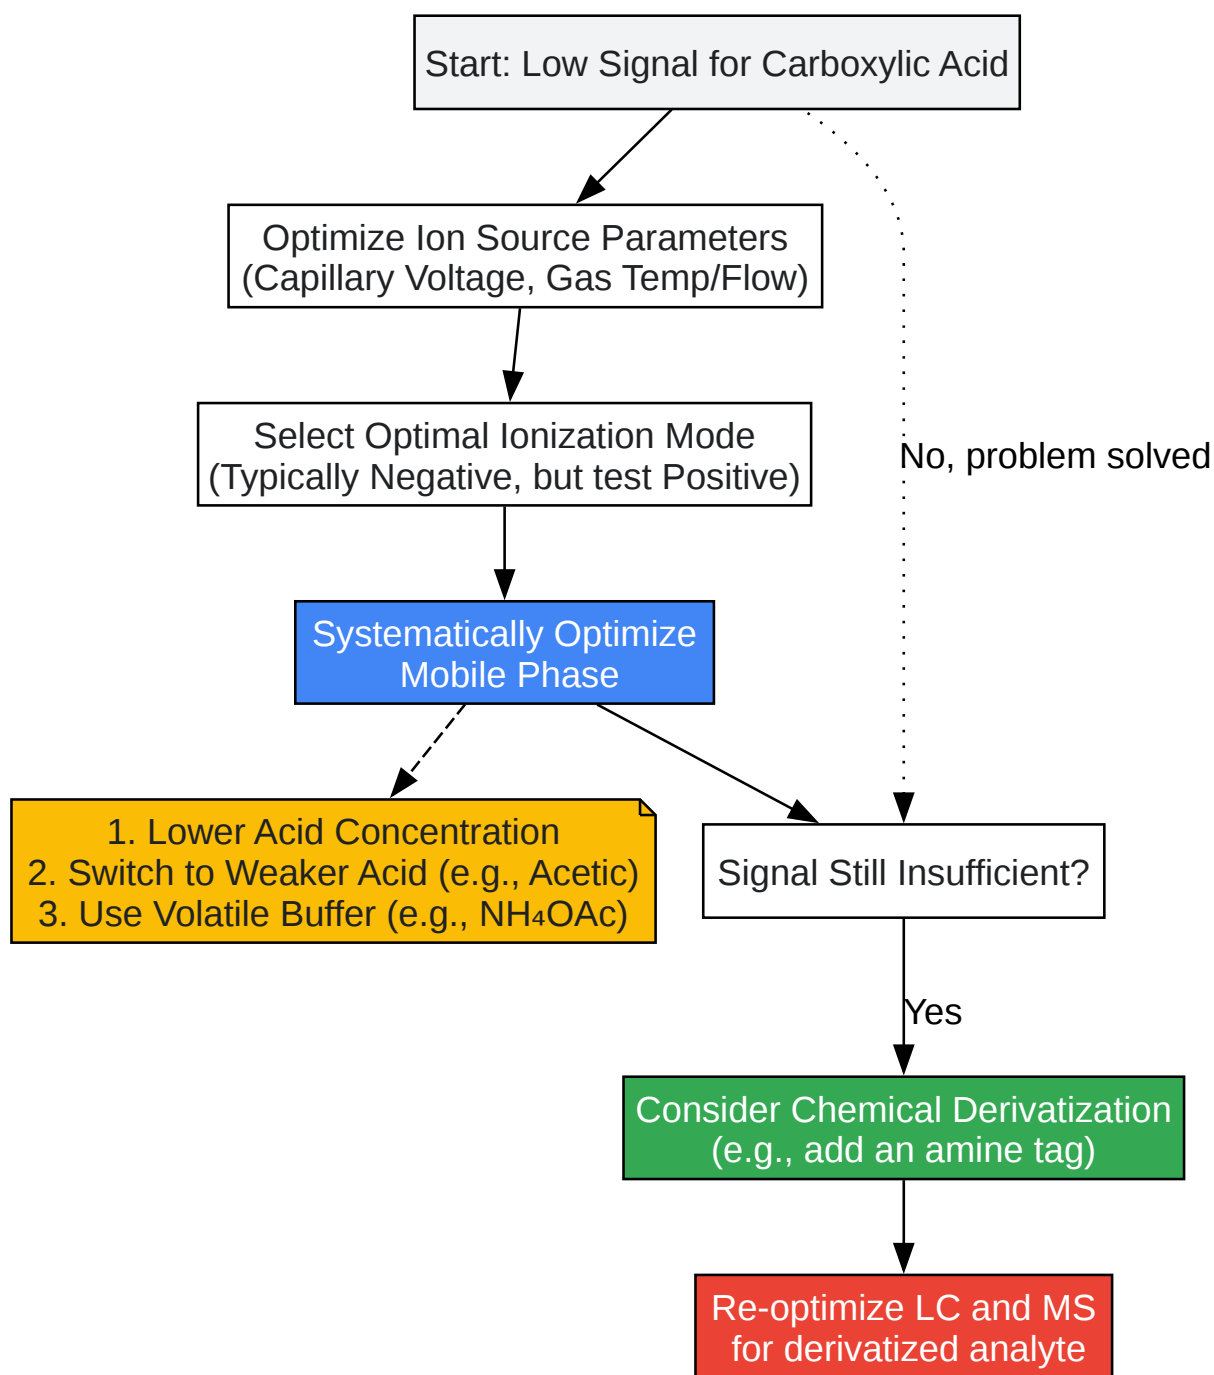 Start: Low Signal for Carboxylic Acid
Optimize Ion Source Parameters
(Capillary Voltage, Gas Temp/Flow)
Select Optimal Ionization Mode
(Typically Negative, but test Positive)
No, problem solved
Systematically Optimize
Mobile Phase
1. Lower Acid Concentration
2. Switch to Weaker Acid (e.g., Acetic)
3. Use Volatile Buffer (e.g., NH₄OAc)
Signal Still Insufficient?
Yes
Consider Chemical Derivatization
(e.g., add an amine tag)
Re-optimize LC and MS
for derivatized analyte